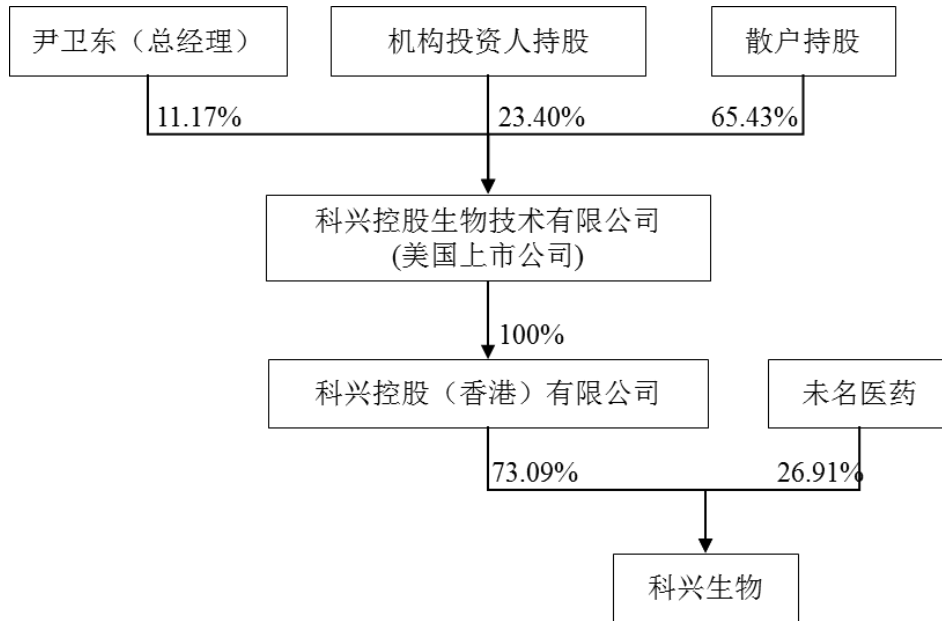 尹卫东（总经理）
机构投资人持股
散户持股
11.17%
23.40%
65.43%
科兴控股生物技术有限公司
(美国上市公司)
100%
科兴控股（香港）有限公司
未名医药
73.09%
26.91%
科兴生物